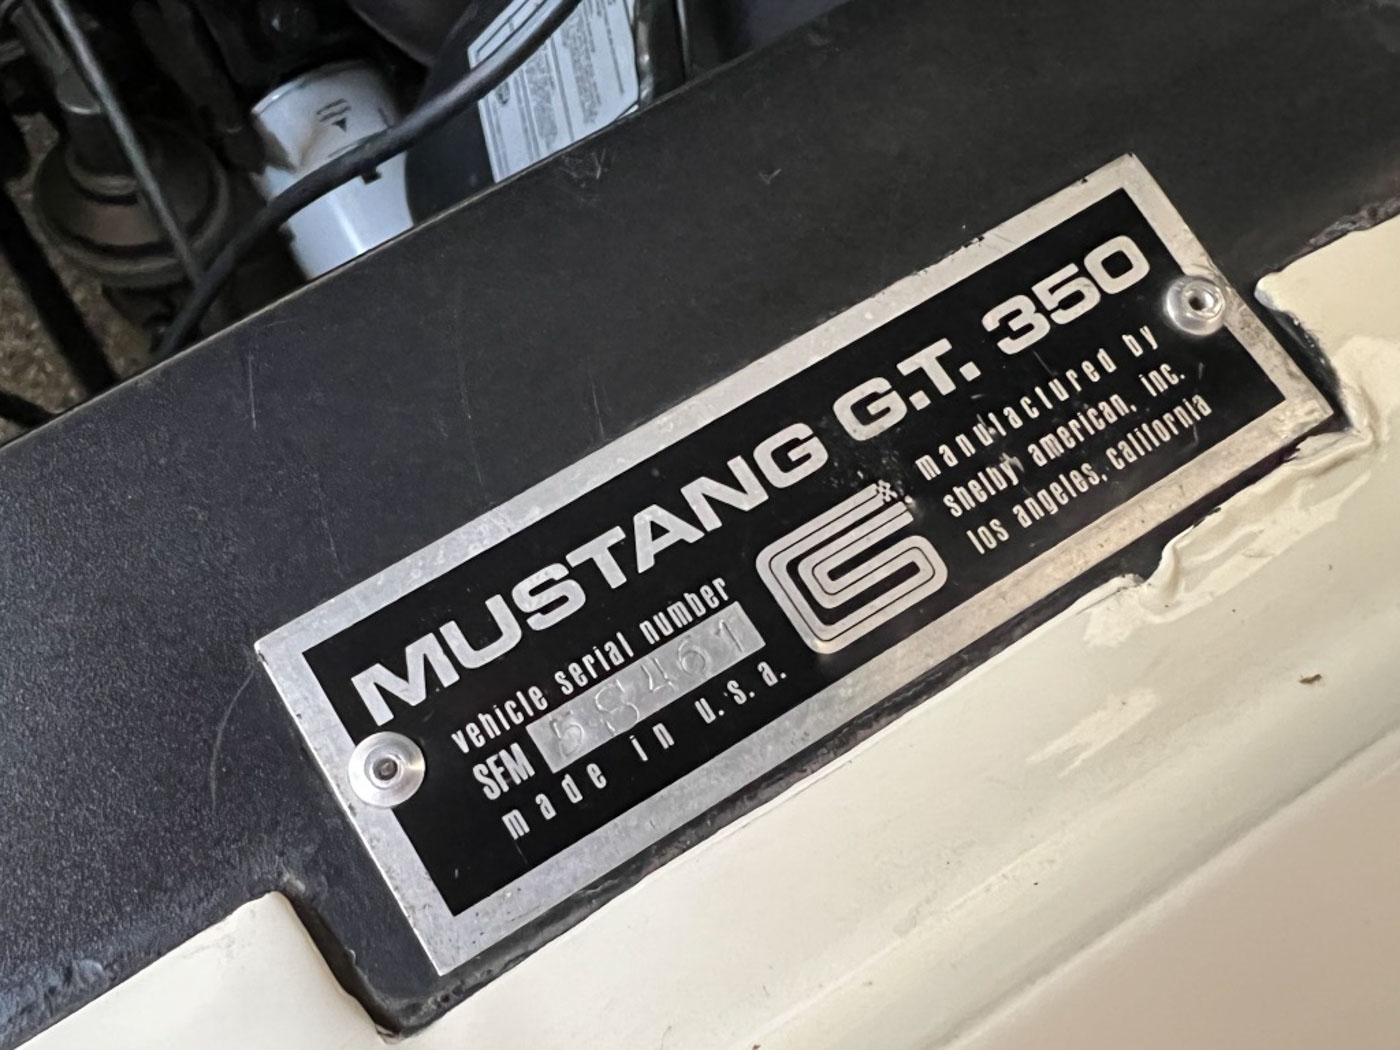 MUSTANG G.T. 350
vehicle serial number
SFM 5S461
made in u.s.a.
manufactured by
shelby american, inc.
los angeles, california